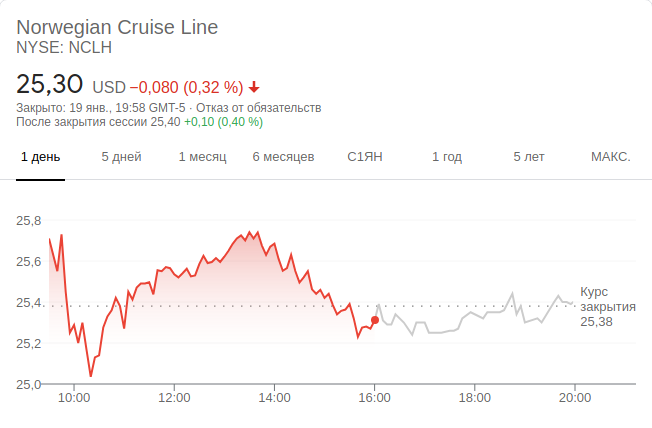 Norwegian Cruise Line
NYSE: NCLH
25,30 USD −0,080 (0,32 %)
Закрыто: 19 янв., 19:58 GMT-5 · Отказ от обязательств
После закрытия сессии 25,40 +0,10 (0,40 %)
1 день 5 дней 1 месяц 6 месяцев С1ЯН 1 год 5 лет МАКС.
25,8
25,6
25,4
25,2
25,0
Курс
закрытия
25,38
10:00 12:00 14:00 16:00 18:00 20:00